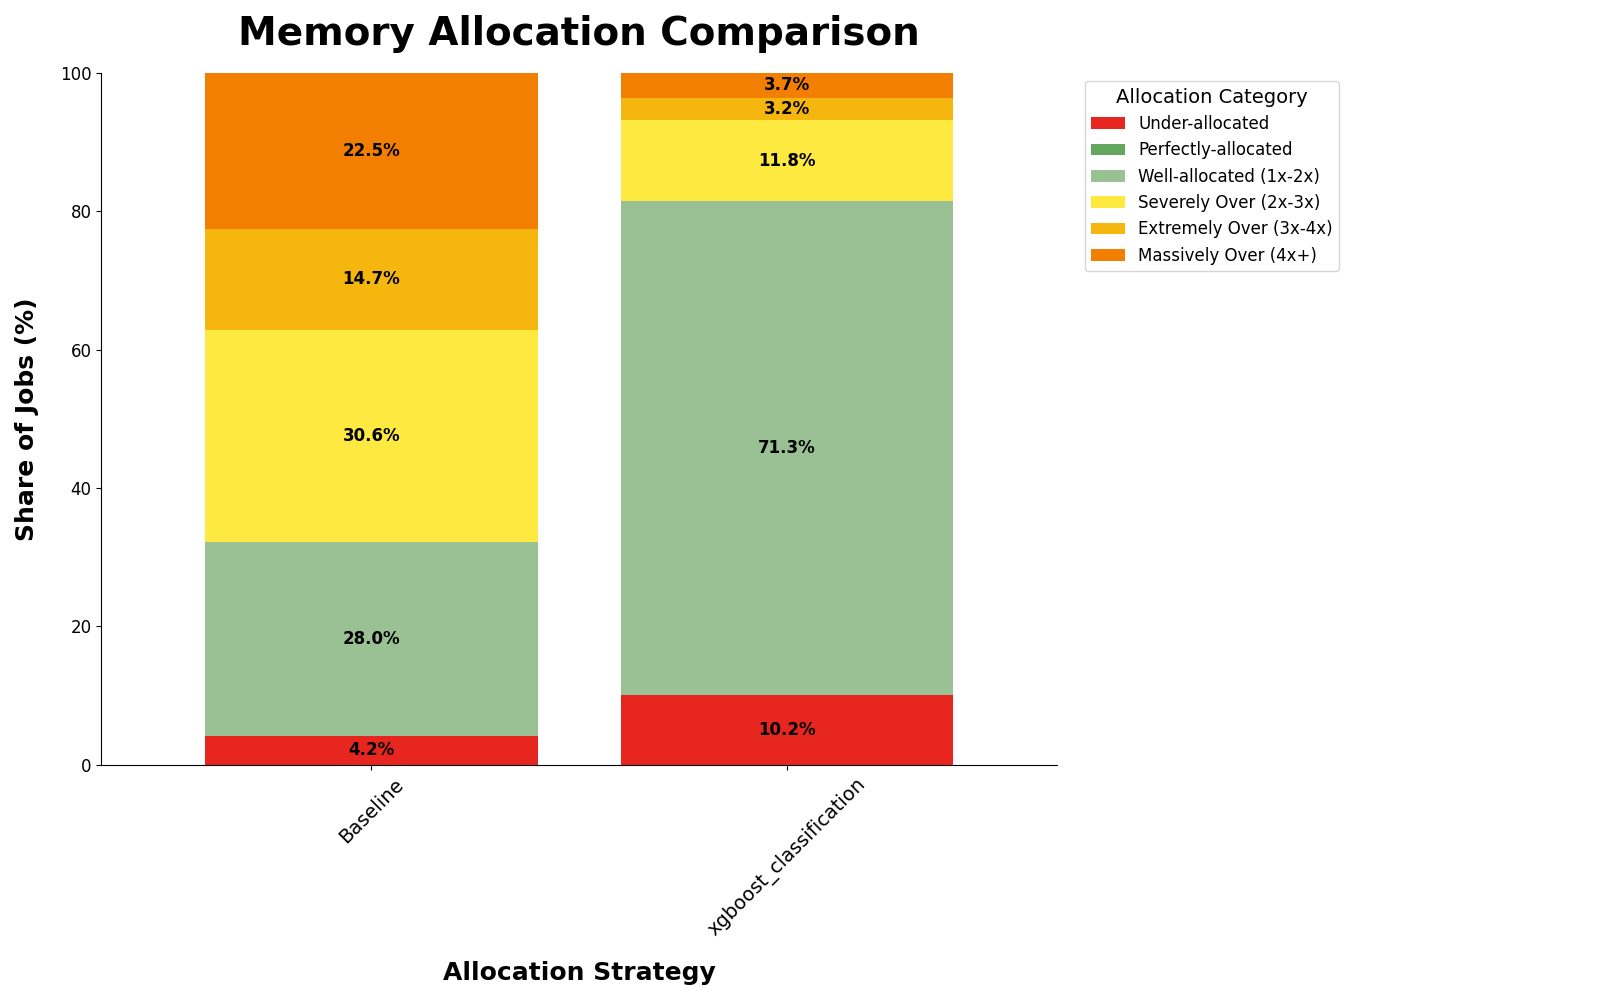 Memory Allocation Comparison
Share of Jobs (%)
100
80
60
40
20
0
22.5%
14.7%
30.6%
28.0%
4.2%
3.7%
3.2%
11.8%
71.3%
10.2%
Baseline
xgboost_classification
Allocation Strategy
Allocation Category
Under-allocated
Perfectly-allocated
Well-allocated (1x-2x)
Severely Over (2x-3x)
Extremely Over (3x-4x)
Massively Over (4x+)